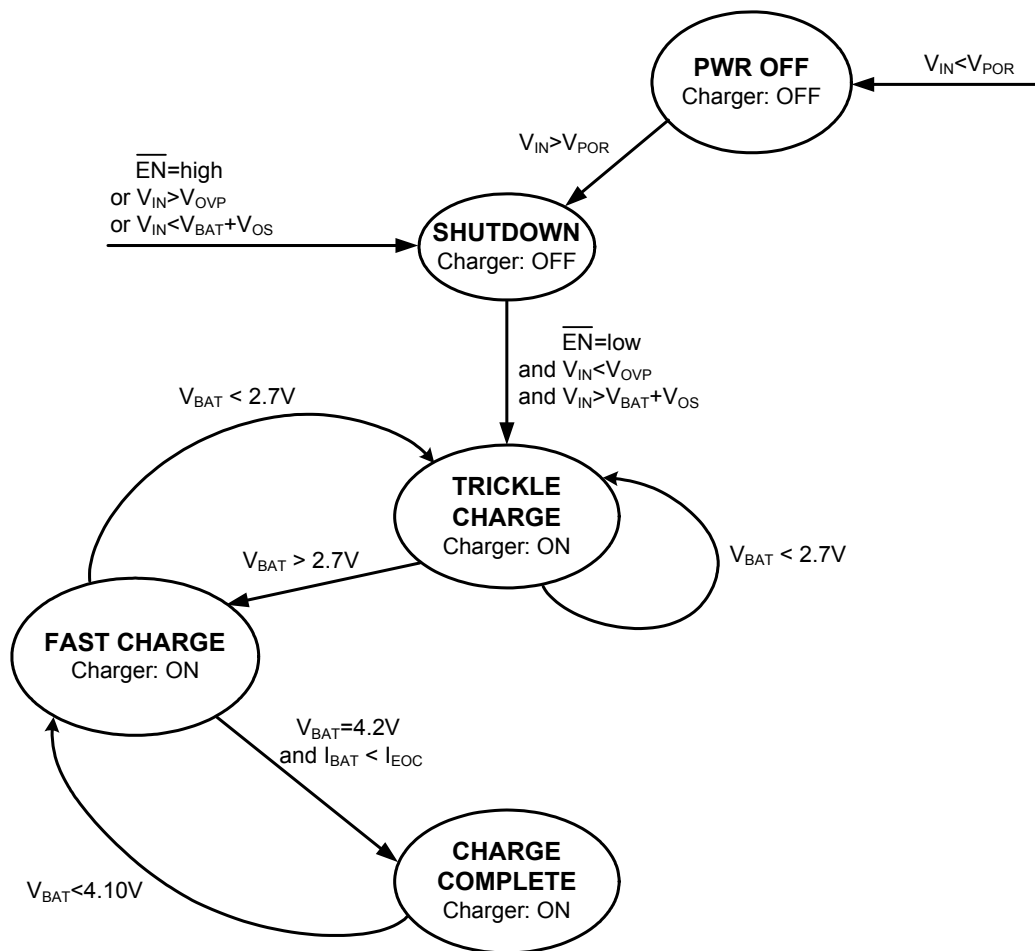 PWR OFF
Charger: OFF
V_IN<V_POR
V_IN>V_POR
E̅N̅=high
or V_IN>V_OVP
or V_IN<V_BAT+V_OS
SHUTDOWN
Charger: OFF
E̅N̅=low
and V_IN<V_OVP
and V_IN>V_BAT+V_OS
V_BAT < 2.7V
TRICKLE
CHARGE
Charger: ON
V_BAT < 2.7V
V_BAT > 2.7V
FAST CHARGE
Charger: ON
V_BAT=4.2V
and I_BAT < I_EOC
CHARGE
COMPLETE
Charger: ON
V_BAT<4.10V